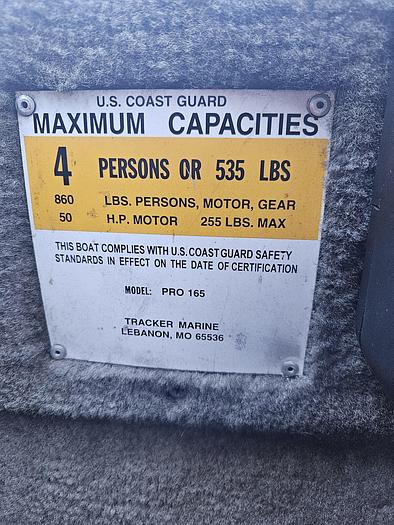 U.S. COAST GUARD
MAXIMUM CAPACITIES
4 PERSONS OR 535 LBS
860 LBS. PERSONS, MOTOR, GEAR
50 H.P. MOTOR 255 LBS. MAX
THIS BOAT COMPLIES WITH U.S. COAST GUARD SAFETY
STANDARDS IN EFFECT ON THE DATE OF CERTIFICATION
MODEL: PRO 165
TRACKER MARINE
LEBANON, MO 65536